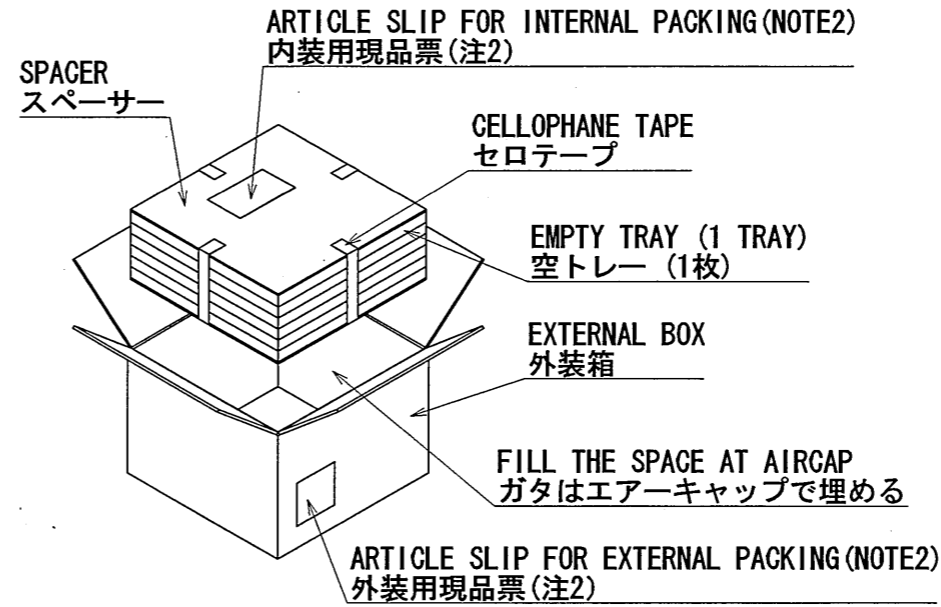 ARTICLE SLIP FOR INTERNAL PACKING(NOTE2)
内装用現品票(注2)
SPACER
スペーサー
CELLOPHANE TAPE
セロテープ
EMPTY TRAY (1 TRAY)
空トレー (1枚)
EXTERNAL BOX
外装箱
FILL THE SPACE AT AIRCAP
ガタはエアーキャップで埋める
ARTICLE SLIP FOR EXTERNAL PACKING(NOTE2)
外装用現品票(注2)